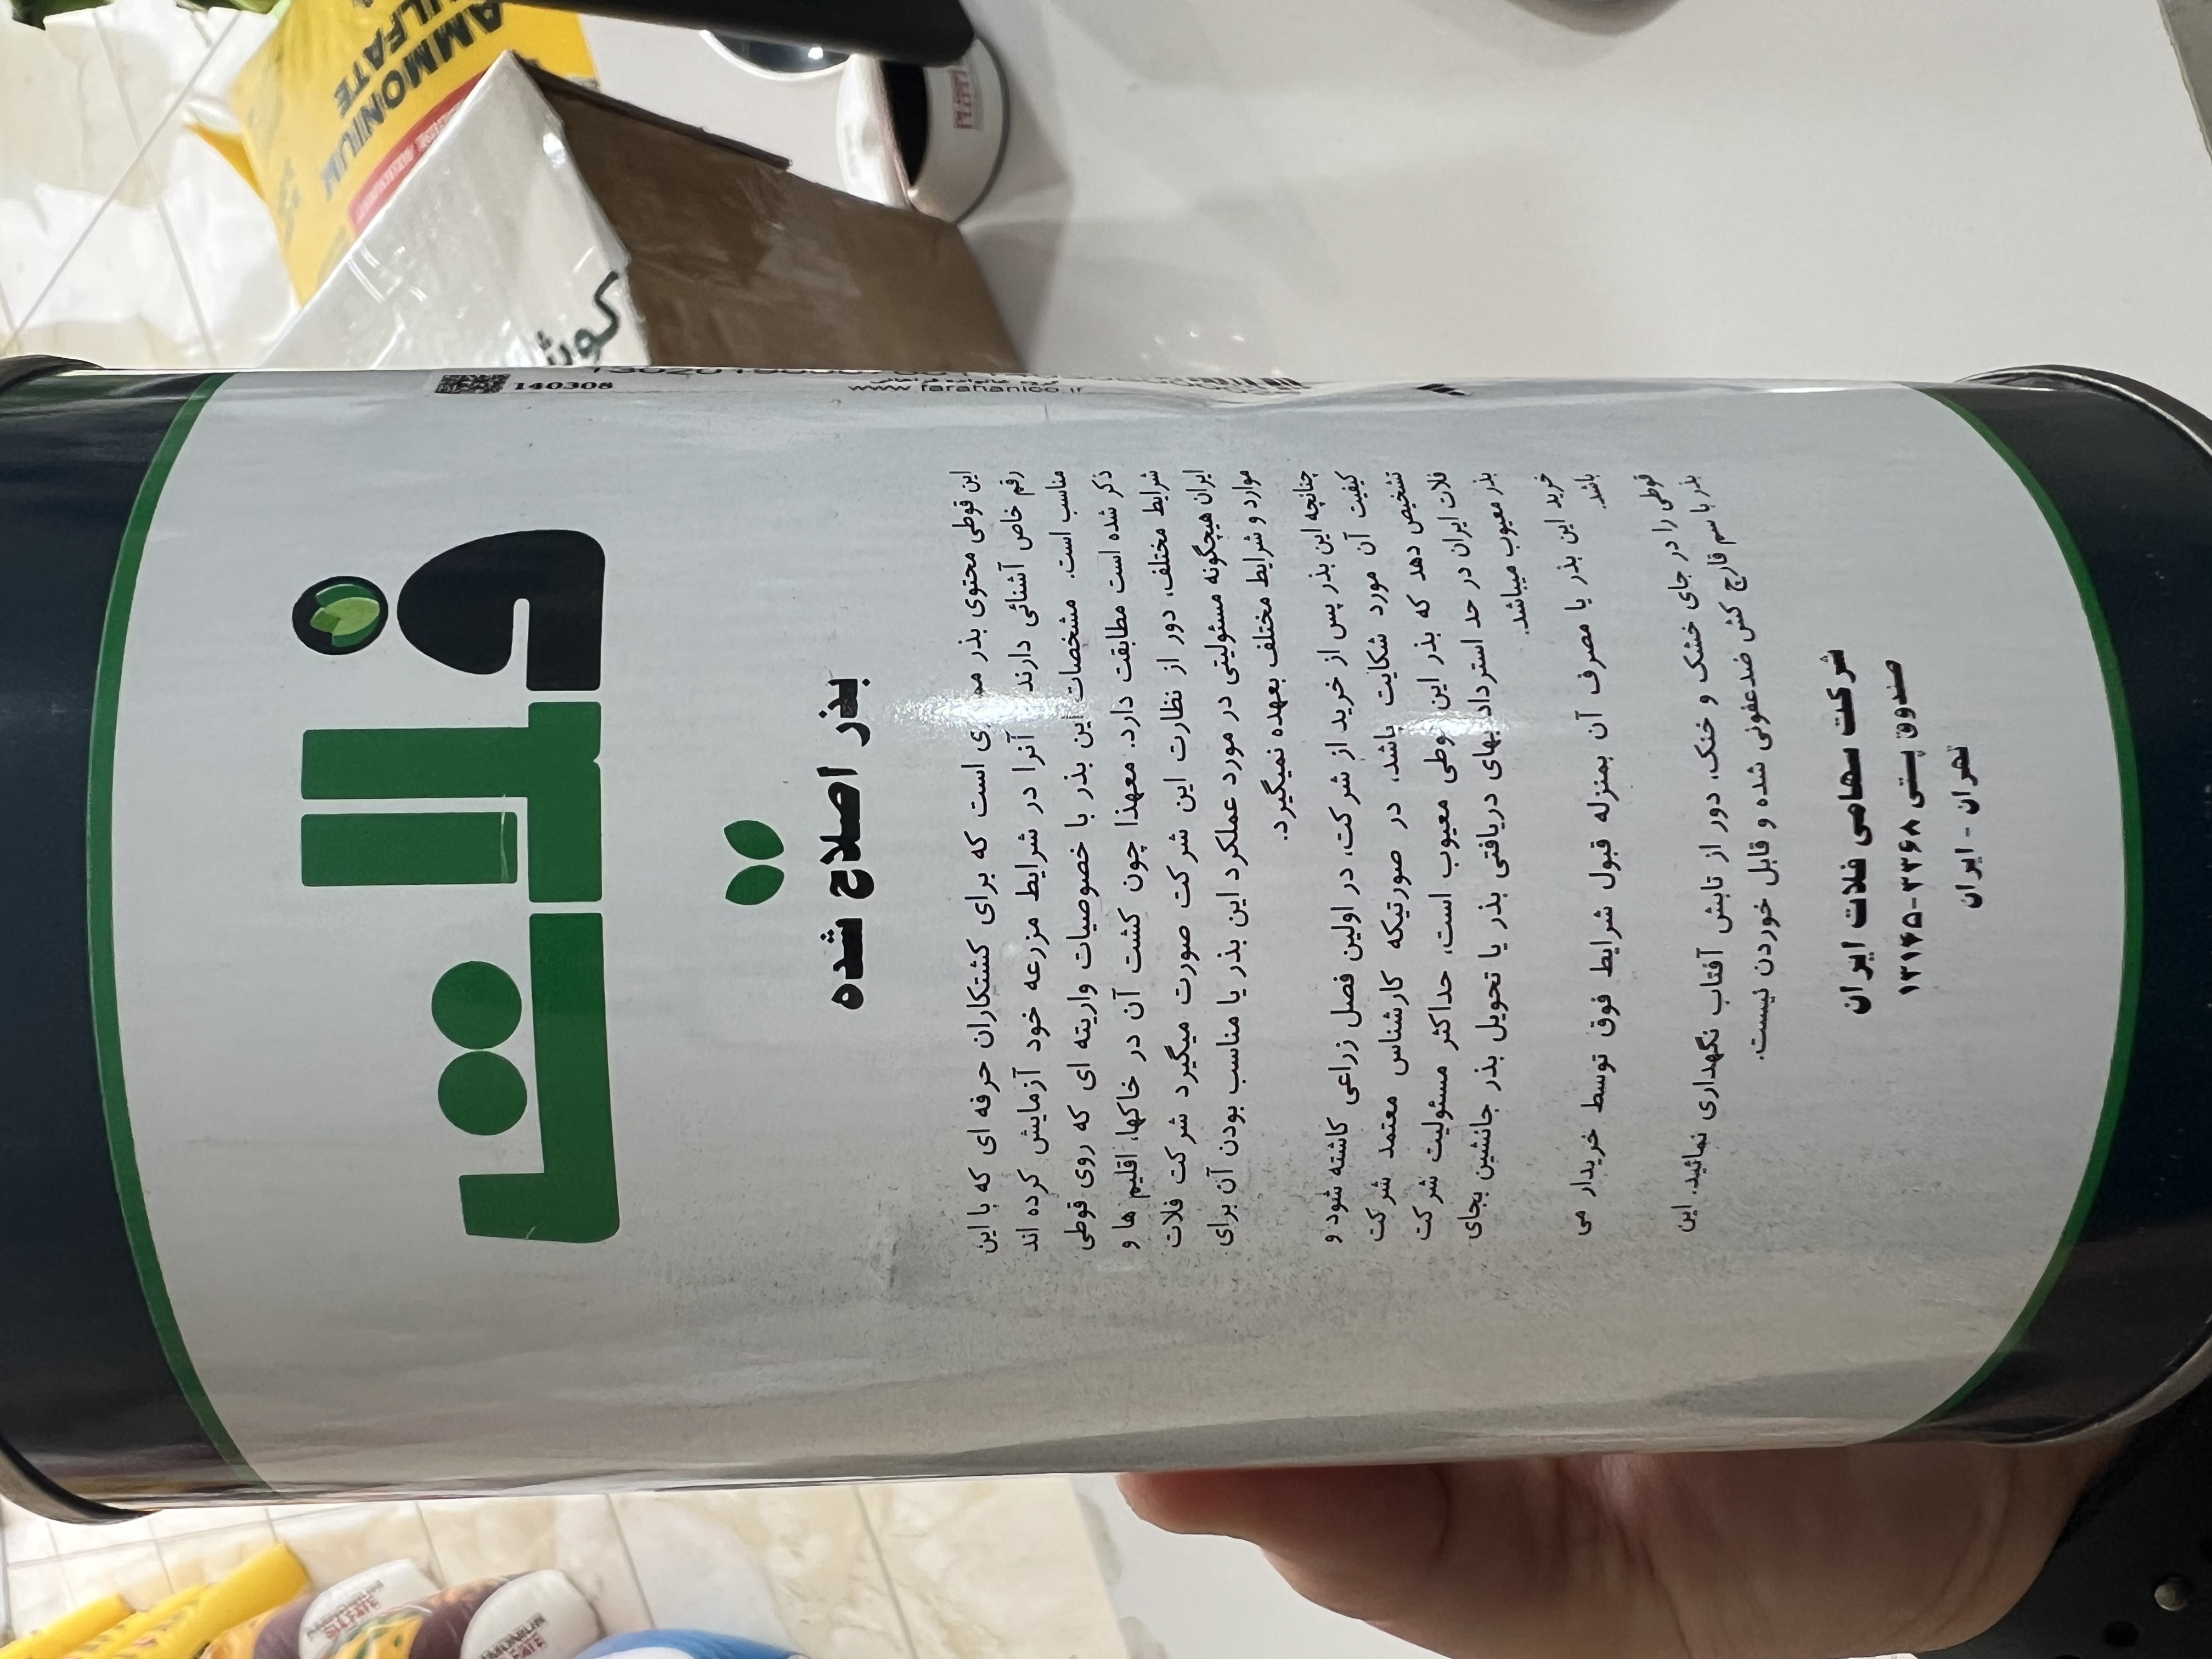 فلات
بذر اصلاح شده
این قوطی محتوی بذر ی است که برای کشتکاران حرفه ای که با این
رقم خاص آشنائی دارند آنرا در شرایط مزرعه خود آزمایش کرده اند
مناسب است. مشخصات این بذر با خصوصیات واریته ای که روی قوطی
ذکر شده است مطابقت دارد. معهذا چون کشت آن در خاکها، اقلیم ها و
شرایط مختلف، دور از نظارت این شرکت صورت میگیرد شرکت فلات
ایران هیچگونه مسئولیتی در مورد عملکرد این بذر یا مناسب بودن آن برای
موارد و شرایط مختلف بعهده نمیگیرد.
چنانچه این بذر پس از خرید از شرکت، در اولین فصل زراعی کاشته شود و
کیفیت آن مورد شکایت باشد، در صورتیکه کارشناس معتمد شرکت
تشخیص دهد که بذر این قوطی معیوب است، حداکثر مسئولیت شرکت
فلات ایران در حد استرداد بهای دریافتی بذر یا تحویل بذر جانشین بجای
بذر معیوب میباشد.
خرید این بذر یا مصرف آن بمنزله قبول شرایط فوق توسط خریدار می
باشد.
قوطی را در جای خشک و خنک، دور از تابش آفتاب نگهداری نمائید. این
بذر با سم قارچ کش ضدعفونی شده و قابل خوردن نیست.
شرکت سهامی فلات ایران
صندوق پستی ۳۳۶۸-۱۳۱۴۵
تهران - ایران
140308
www.farahanico.ir
AMMONIUM
SULFATE
کوش